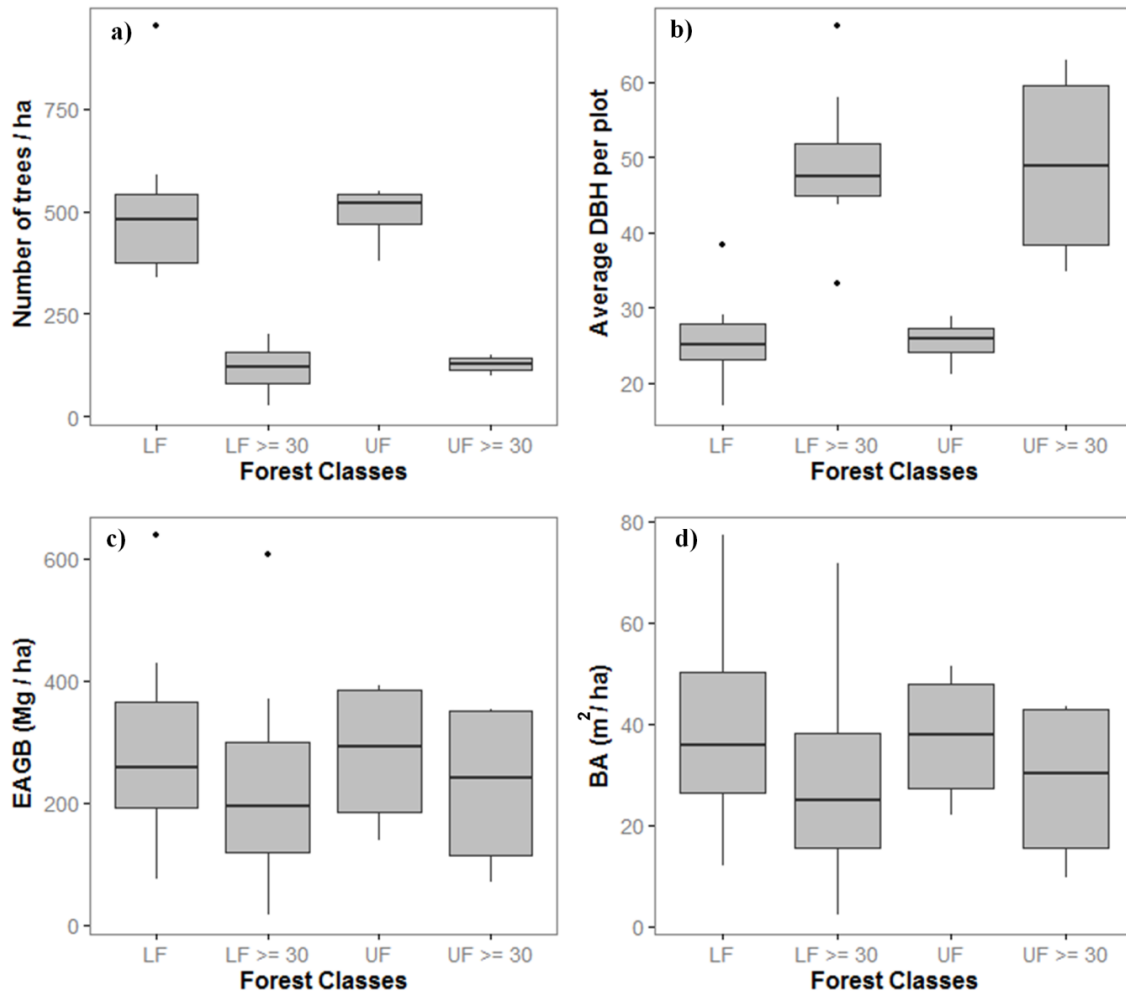 a)
Number of trees / ha
750
500
250
0
LF LF >= 30 UF UF >= 30
Forest Classes
b)
Average DBH per plot
60
50
40
30
20
LF LF >= 30 UF UF >= 30
Forest Classes
c)
EAGB (Mg / ha)
600
400
200
0
LF LF >= 30 UF UF >= 30
Forest Classes
d)
BA (m²/ ha)
80
60
40
20
0
LF LF >= 30 UF UF >= 30
Forest Classes